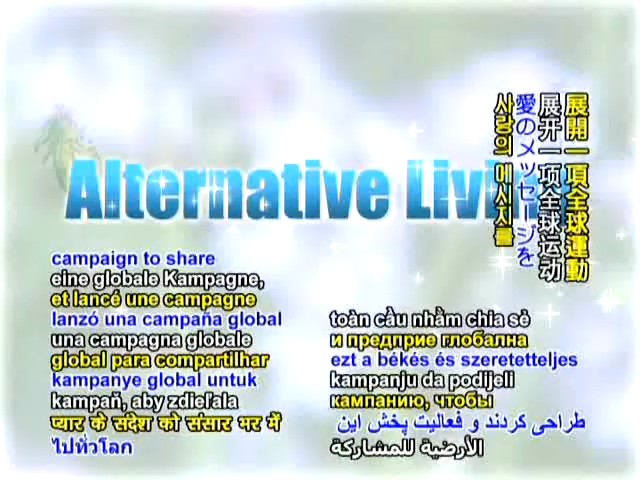 Alternative Livi
展開一項全球運動
展开一项全球运动
愛のメッセージを
사랑의 메시지를
campaign to share
eine globale Kampagne,
et lancé une campagne
lanzó una campaña global
una campagna globale
global para compartilhar
kampanye global untuk
kampaň, aby zdieľala
प्यार के संदेश को संसार भर में
ไปทั่วโลก
toàn cầu nhằm chia sẻ
и предприе глобална
ezt a békés és szeretetteljes
kampanju da podijeli
кампанию, чтобы
طراحی کردند و فعالیت پخش این
الأرضية للمشاركة